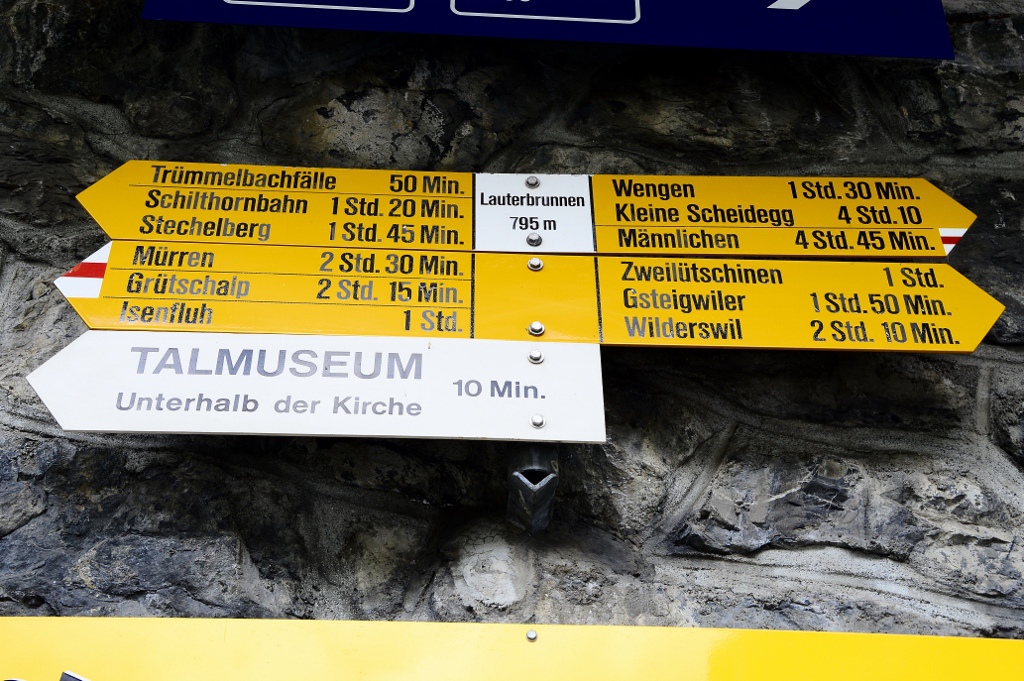 Trümmelbachfälle 50 Min.
Schilthornbahn 1 Std. 20 Min.
Stechelberg 1 Std. 45 Min.
Lauterbrunnen
795 m
Wengen 1 Std. 30 Min.
Kleine Scheidegg 4 Std. 10
Männlichen 4 Std. 45 Min.
Mürren 2 Std. 30 Min.
Grütschalp 2 Std. 15 Min.
Isenfluh 1 Std.
Zweilütschinen 1 Std.
Gsteigwiler 1 Std. 50 Min.
Wilderswil 2 Std. 10 Min.
TALMUSEUM
Unterhalb der Kirche 10 Min.